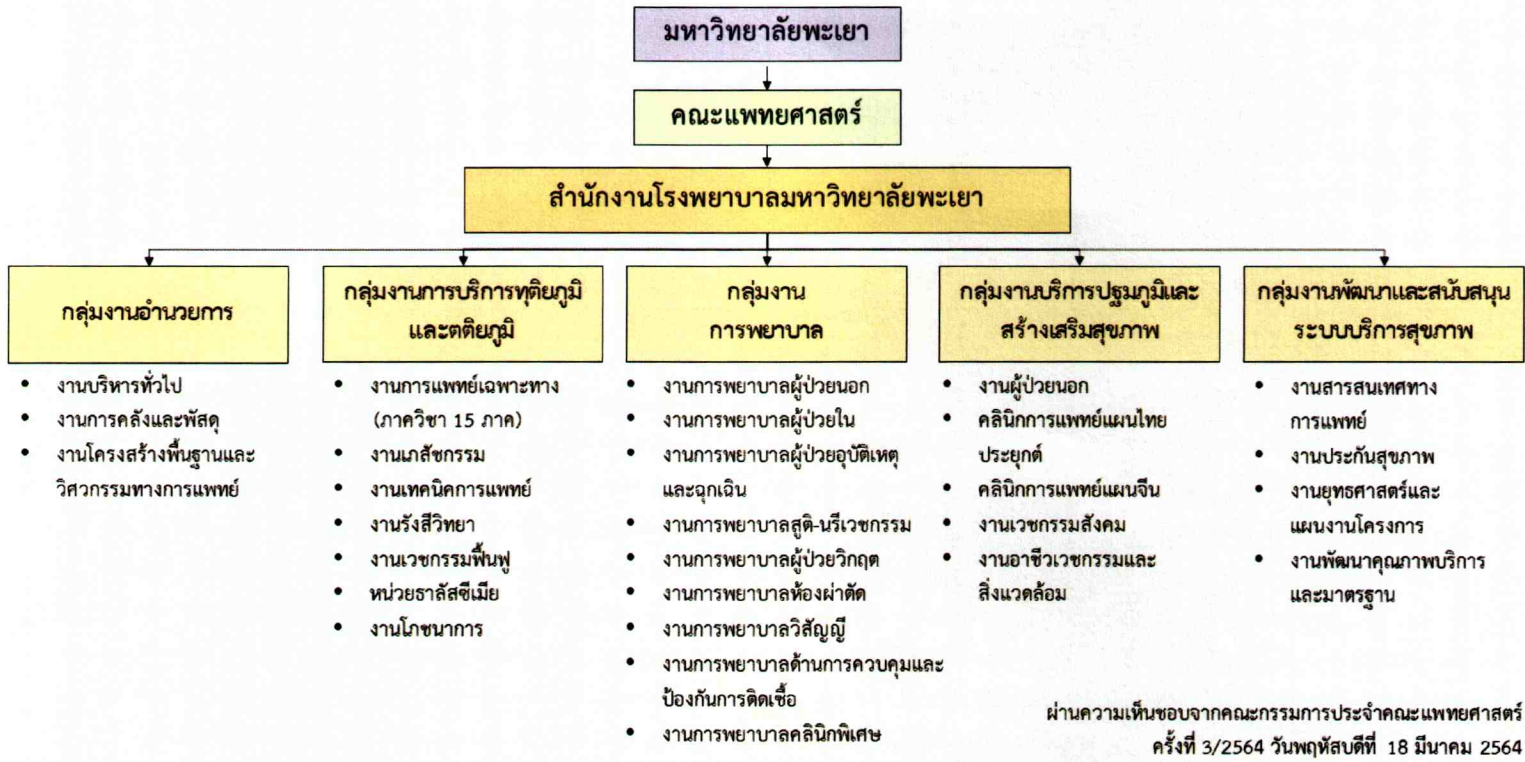 มหาวิทยาลัยพะเยา
คณะแพทยศาสตร์
สำนักงานโรงพยาบาลมหาวิทยาลัยพะเยา
กลุ่มงานอำนวยการ
• งานบริหารทั่วไป
• งานการคลังและพัสดุ
• งานโครงสร้างพื้นฐานและ
วิศวกรรมทางการแพทย์
กลุ่มงานการบริการทุติยภูมิ
และตติยภูมิ
• งานการแพทย์เฉพาะทาง
(ภาควิชา 15 ภาค)
• งานเภสัชกรรม
• งานเทคนิคการแพทย์
• งานรังสีวิทยา
• งานเวชกรรมฟื้นฟู
• หน่วยธาลัสซีเมีย
• งานโภชนาการ
กลุ่มงาน
การพยาบาล
• งานการพยาบาลผู้ป่วยนอก
• งานการพยาบาลผู้ป่วยใน
• งานการพยาบาลผู้ป่วยอุบัติเหตุ
และฉุกเฉิน
• งานการพยาบาลสูติ-นรีเวชกรรม
• งานการพยาบาลผู้ป่วยวิกฤต
• งานการพยาบาลห้องผ่าตัด
• งานการพยาบาลวิสัญญี
• งานการพยาบาลด้านการควบคุมและ
ป้องกันการติดเชื้อ
• งานการพยาบาลคลินิกพิเศษ
กลุ่มงานบริการปฐมภูมิและ
สร้างเสริมสุขภาพ
• งานผู้ป่วยนอก
• คลินิกการแพทย์แผนไทย
ประยุกต์
• คลินิกการแพทย์แผนจีน
• งานเวชกรรมสังคม
• งานอาชีวเวชกรรมและ
สิ่งแวดล้อม
กลุ่มงานพัฒนาและสนับสนุน
ระบบบริการสุขภาพ
• งานสารสนเทศทาง
การแพทย์
• งานประกันสุขภาพ
• งานยุทธศาสตร์และ
แผนงานโครงการ
• งานพัฒนาคุณภาพบริการ
และมาตรฐาน
ผ่านความเห็นชอบจากคณะกรรมการประจำคณะแพทยศาสตร์
ครั้งที่ 3/2564 วันพฤหัสบดีที่ 18 มีนาคม 2564